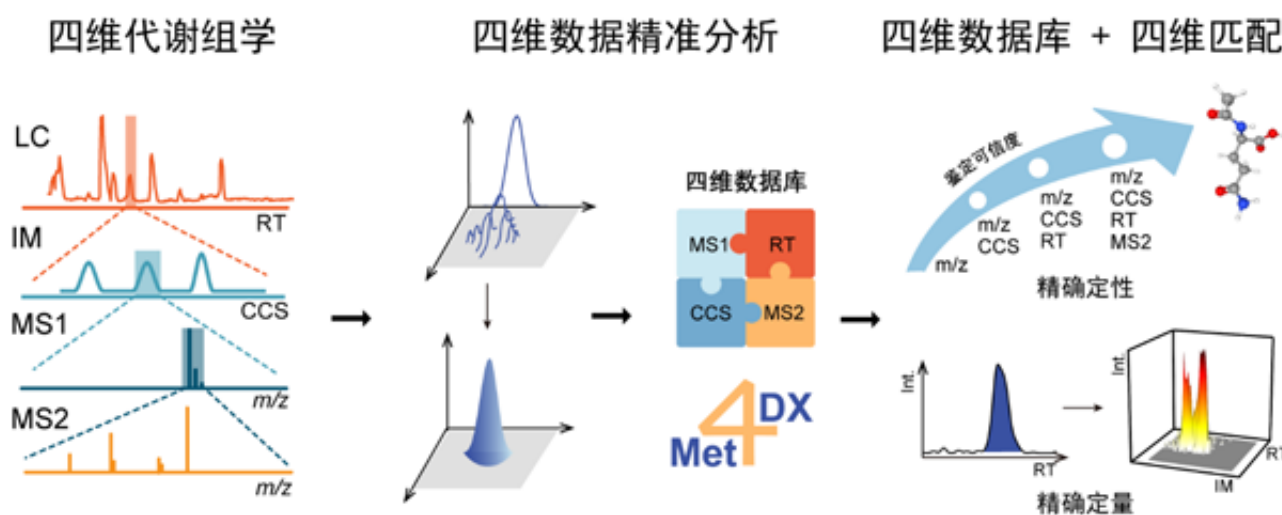 四维代谢组学
四维数据精准分析
四维数据库 + 四维匹配
LC
RT
IM
CCS
MS1
m/z
MS2
m/z
四维数据库
MS1
RT
CCS
MS2
Met4DX
鉴定可信度
m/z
m/z
CCS
m/z
CCS
RT
m/z
CCS
RT
MS2
精确定性
Int.
RT
Int.
IM
RT
精确定量